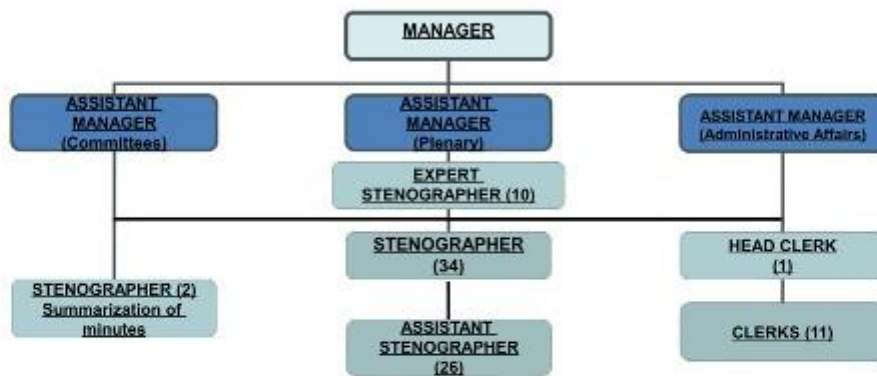 MANAGER
ASSISTANT
MANAGER
(Committees)
ASSISTANT
MANAGER
(Plenary)
ASSISTANT MANAGER
(Administrative Affairs)
EXPERT
STENOGRAPHER (10)
STENOGRAPHER
(34)
HEAD CLERK
(1)
STENOGRAPHER (2)
Summarization of
minutes
ASSISTANT
STENOGRAPHER
(26)
CLERKS (11)